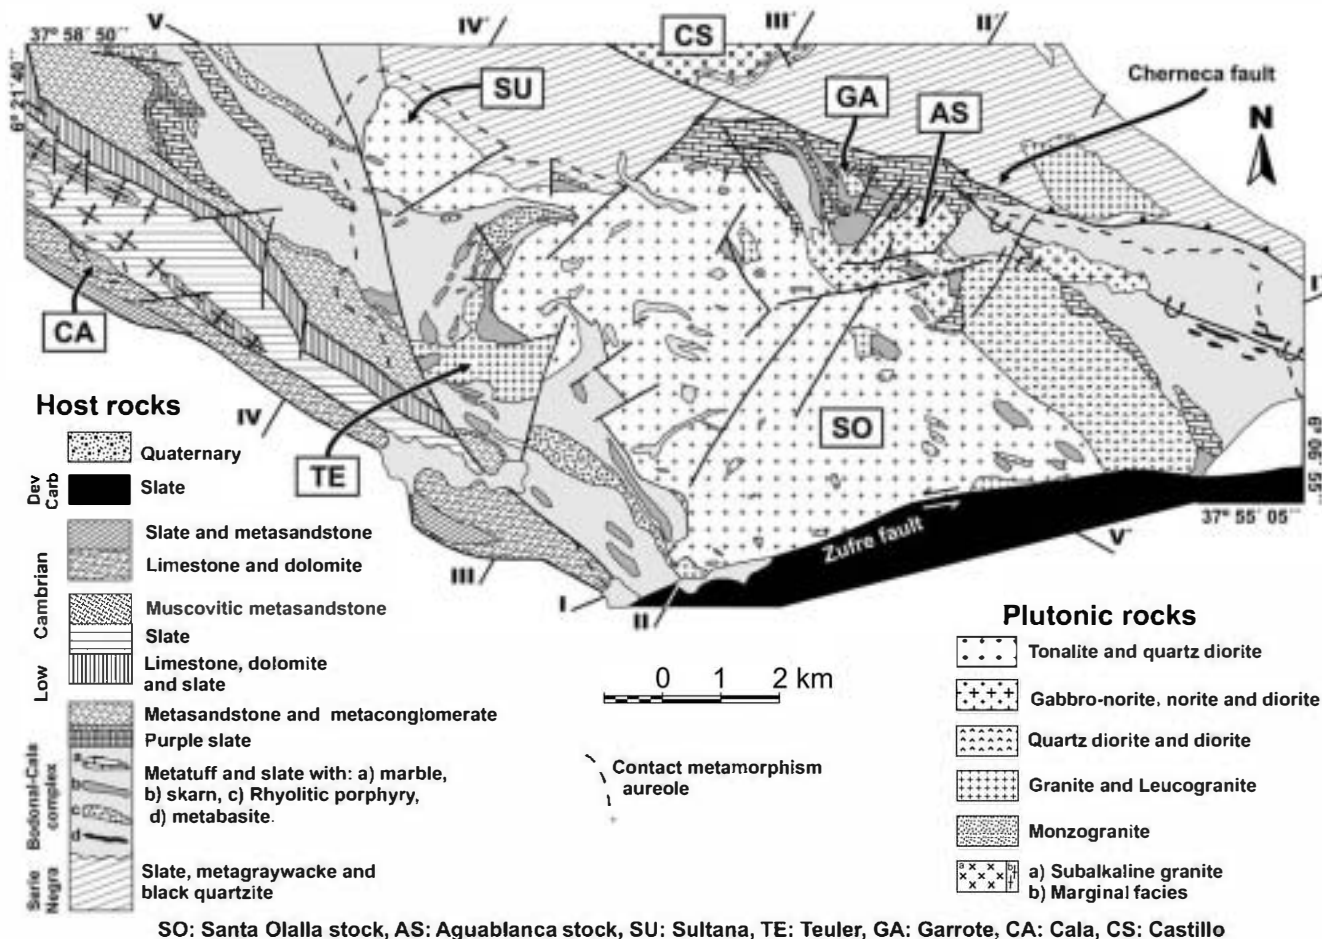 V
IV'
III'
II'
37º 58´ 50´´
CS
Cherneca fault
6º 21´ 40´´
SU
GA
AS
N
I'
CA
SO
Host rocks
IV
TE
Quaternary
Dev
Carb
Slate
6º 06´ 55´´
37º 55´ 05´´
Zufre fault
V'
Slate and metasandstone
Limestone and dolomite
III
I
II
Cambrian
Muscovitic metasandstone
Slate
Low
Limestone, dolomite
and slate
Plutonic rocks
Tonalite and quartz diorite
0 1 2 km
Gabbro-norite, norite and diorite
Metasandstone and metaconglomerate
Purple slate
Quartz diorite and diorite
Bodonal-Cala
complex
a
b
c
d
Metatuff and slate with: a) marble,
b) skarn, c) Rhyolitic porphyry,
d) metabasite.
Contact metamorphism
aureole
Granite and Leucogranite
Monzogranite
Serie
Negra
Slate, metagraywacke and
black quartzite
a
b
a) Subalkaline granite
b) Marginal facies
SO: Santa Olalla stock, AS: Aguablanca stock, SU: Sultana, TE: Teuler, GA: Garrote, CA: Cala, CS: Castillo